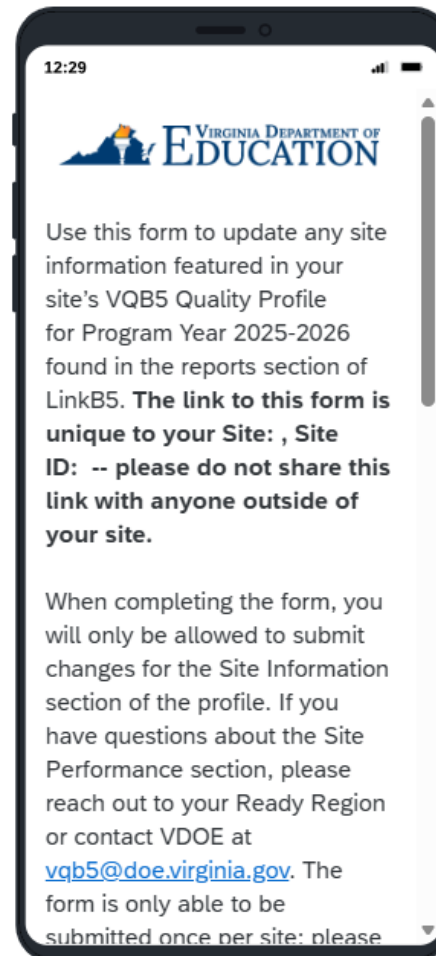 12:29
VIRGINIA DEPARTMENT OF
EDUCATION
Use this form to update any site
information featured in your
site’s VQB5 Quality Profile
for Program Year 2025-2026
found in the reports section of
LinkB5. The link to this form is
unique to your Site: , Site
ID:  -- please do not share this
link with anyone outside of
your site.
When completing the form, you
will only be allowed to submit
changes for the Site Information
section of the profile. If you
have questions about the Site
Performance section, please
reach out to your Ready Region
or contact VDOE at
vqb5@doe.virginia.gov. The
form is only able to be
submitted once per site; please